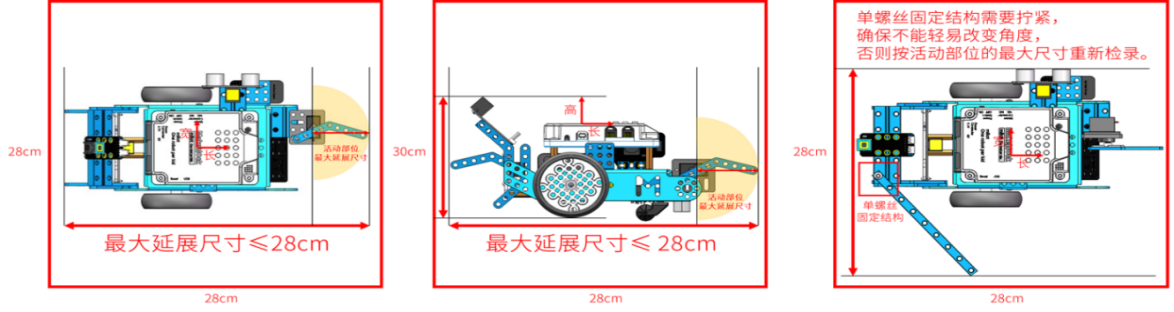 单螺丝固定结构需要拧紧，
确保不能轻易改变角度，
否则按活动部位的最大尺寸重新检录。
28cm
宽
长
活动部位
最大延展尺寸
最大延展尺寸≤28cm
28cm
30cm
高
长
活动部位
最大延展尺寸
最大延展尺寸≤ 28cm
28cm
28cm
宽
长
单螺丝
固定结构
28cm